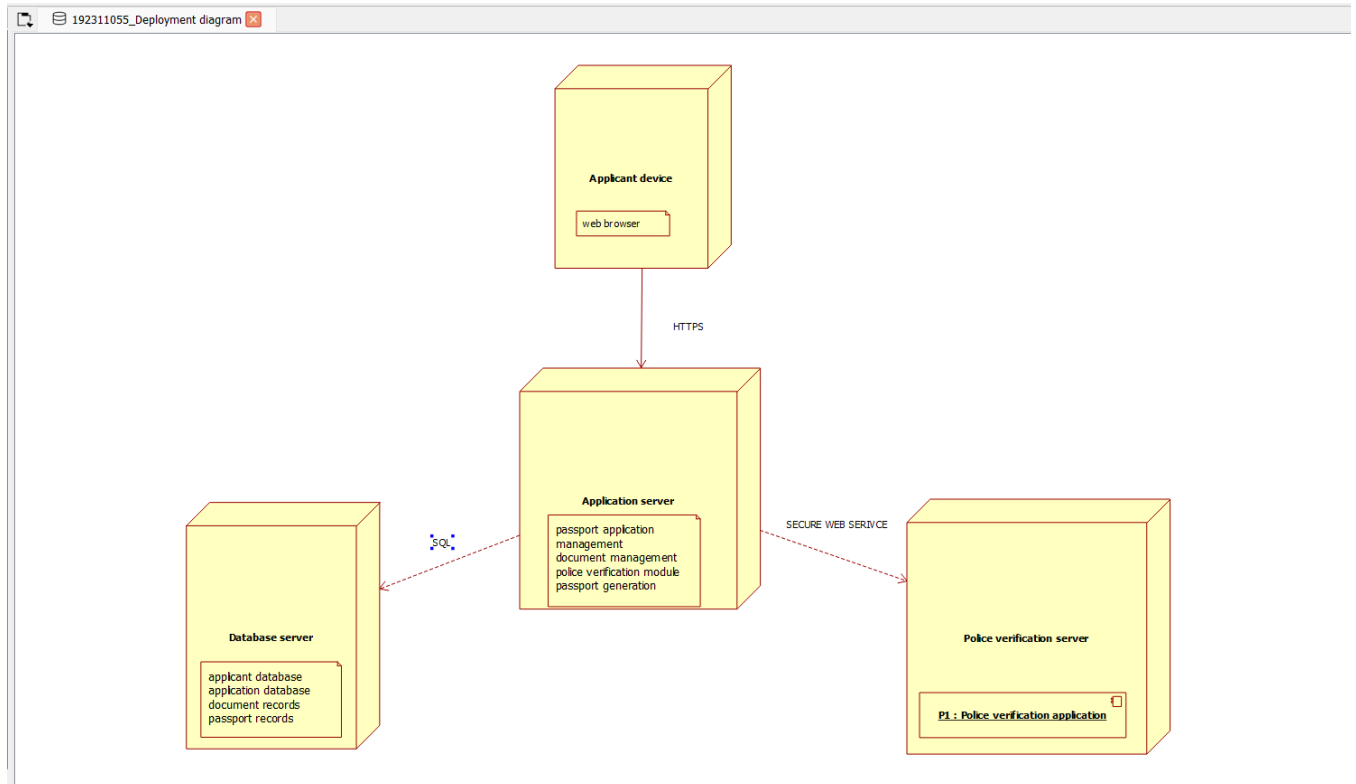 192311055_Deployment diagram
Applicant device
web browser
HTTPS
Application server
passport application
management
document management
police verification module
passport generation
SQL
SECURE WEB SERIVCE
Database server
applicant database
application database
document records
passport records
Police verification server
P1 : Police verification application